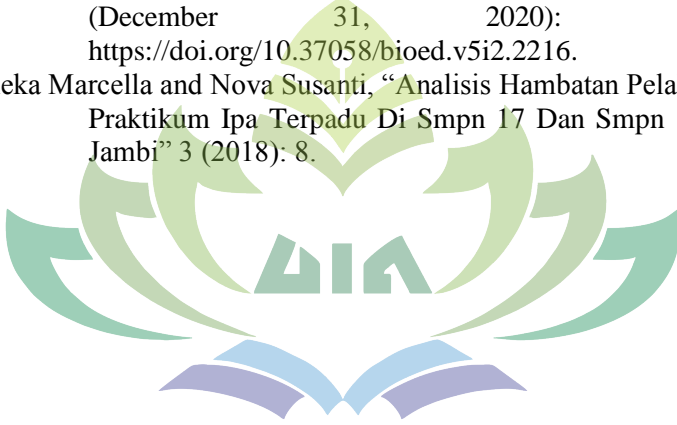 (December 31, 2020):
https://doi.org/10.37058/bioed.v5i2.2216.
eka Marcella and Nova Susanti, “Analisis Hambatan Pela
Praktikum Ipa Terpadu Di Smpn 17 Dan Smpn
Jambi” 3 (2018): 8.
UIN